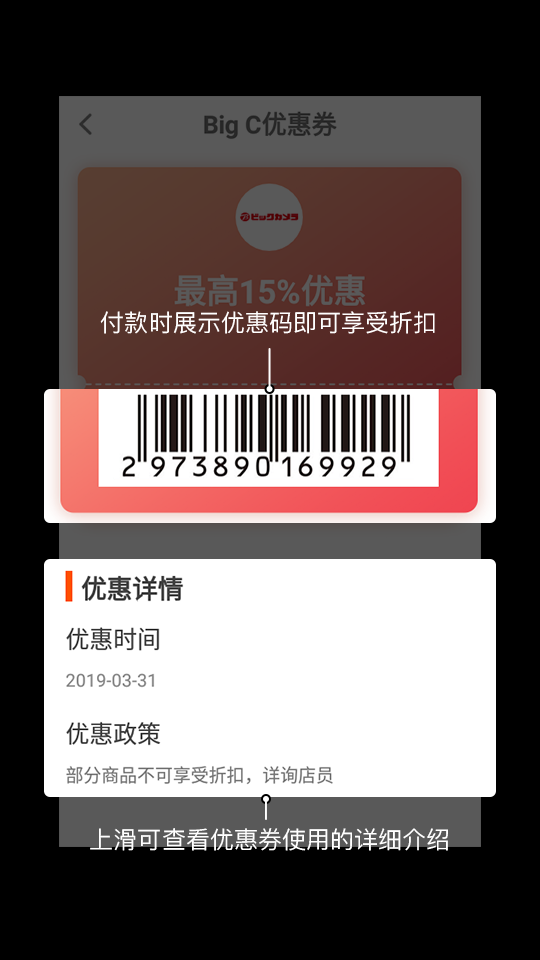 Big C优惠券
ビックカメラ
最高15%优惠
付款时展示优惠码即可享受折扣
2 973890 169929
优惠详情
优惠时间
2019-03-31
优惠政策
部分商品不可享受折扣，详询店员
上滑可查看优惠券使用的详细介绍